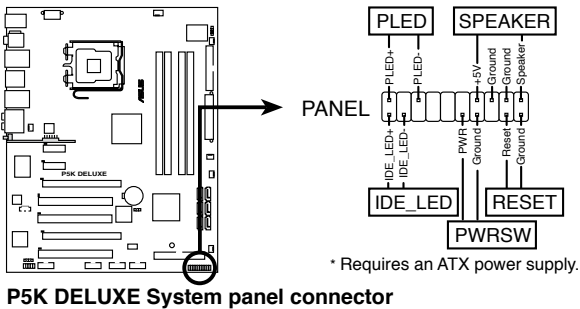 PLED
SPEAKER
PLED+
PLED-
+5V
Ground
Ground
Speaker
PANEL
IDE_LED+
IDE_LED-
PWR
Ground
Reset
Ground
IDE_LED
RESET
PWRSW
* Requires an ATX power supply.
ASUS
P5K DELUXE
P5K DELUXE System panel connector